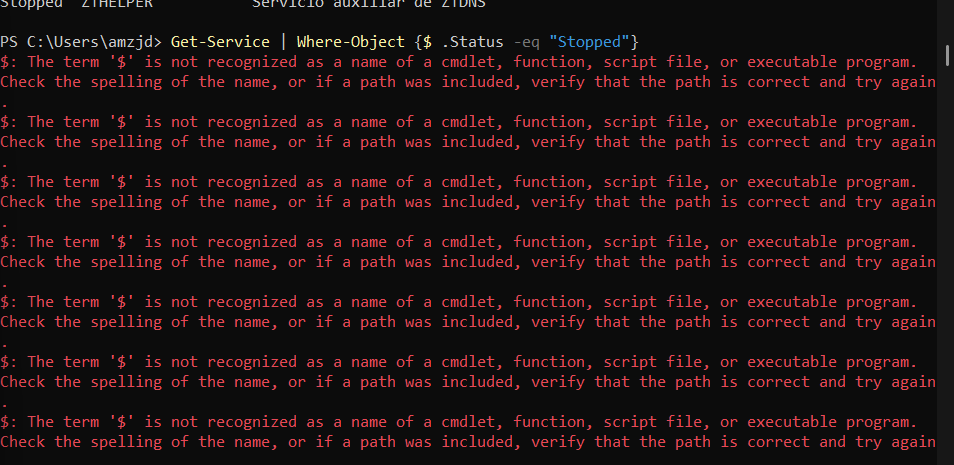 Stopped  ZTHELPER           Servicio auxiliar de ZTDNS
PS C:\Users\amzjd> Get-Service | Where-Object {$ .Status -eq "Stopped"}
$: The term '$' is not recognized as a name of a cmdlet, function, script file, or executable program.
Check the spelling of the name, or if a path was included, verify that the path is correct and try again
.
$: The term '$' is not recognized as a name of a cmdlet, function, script file, or executable program.
Check the spelling of the name, or if a path was included, verify that the path is correct and try again
.
$: The term '$' is not recognized as a name of a cmdlet, function, script file, or executable program.
Check the spelling of the name, or if a path was included, verify that the path is correct and try again
.
$: The term '$' is not recognized as a name of a cmdlet, function, script file, or executable program.
Check the spelling of the name, or if a path was included, verify that the path is correct and try again
.
$: The term '$' is not recognized as a name of a cmdlet, function, script file, or executable program.
Check the spelling of the name, or if a path was included, verify that the path is correct and try again
.
$: The term '$' is not recognized as a name of a cmdlet, function, script file, or executable program.
Check the spelling of the name, or if a path was included, verify that the path is correct and try again
.
$: The term '$' is not recognized as a name of a cmdlet, function, script file, or executable program.
Check the spelling of the name, or if a path was included, verify that the path is correct and try again